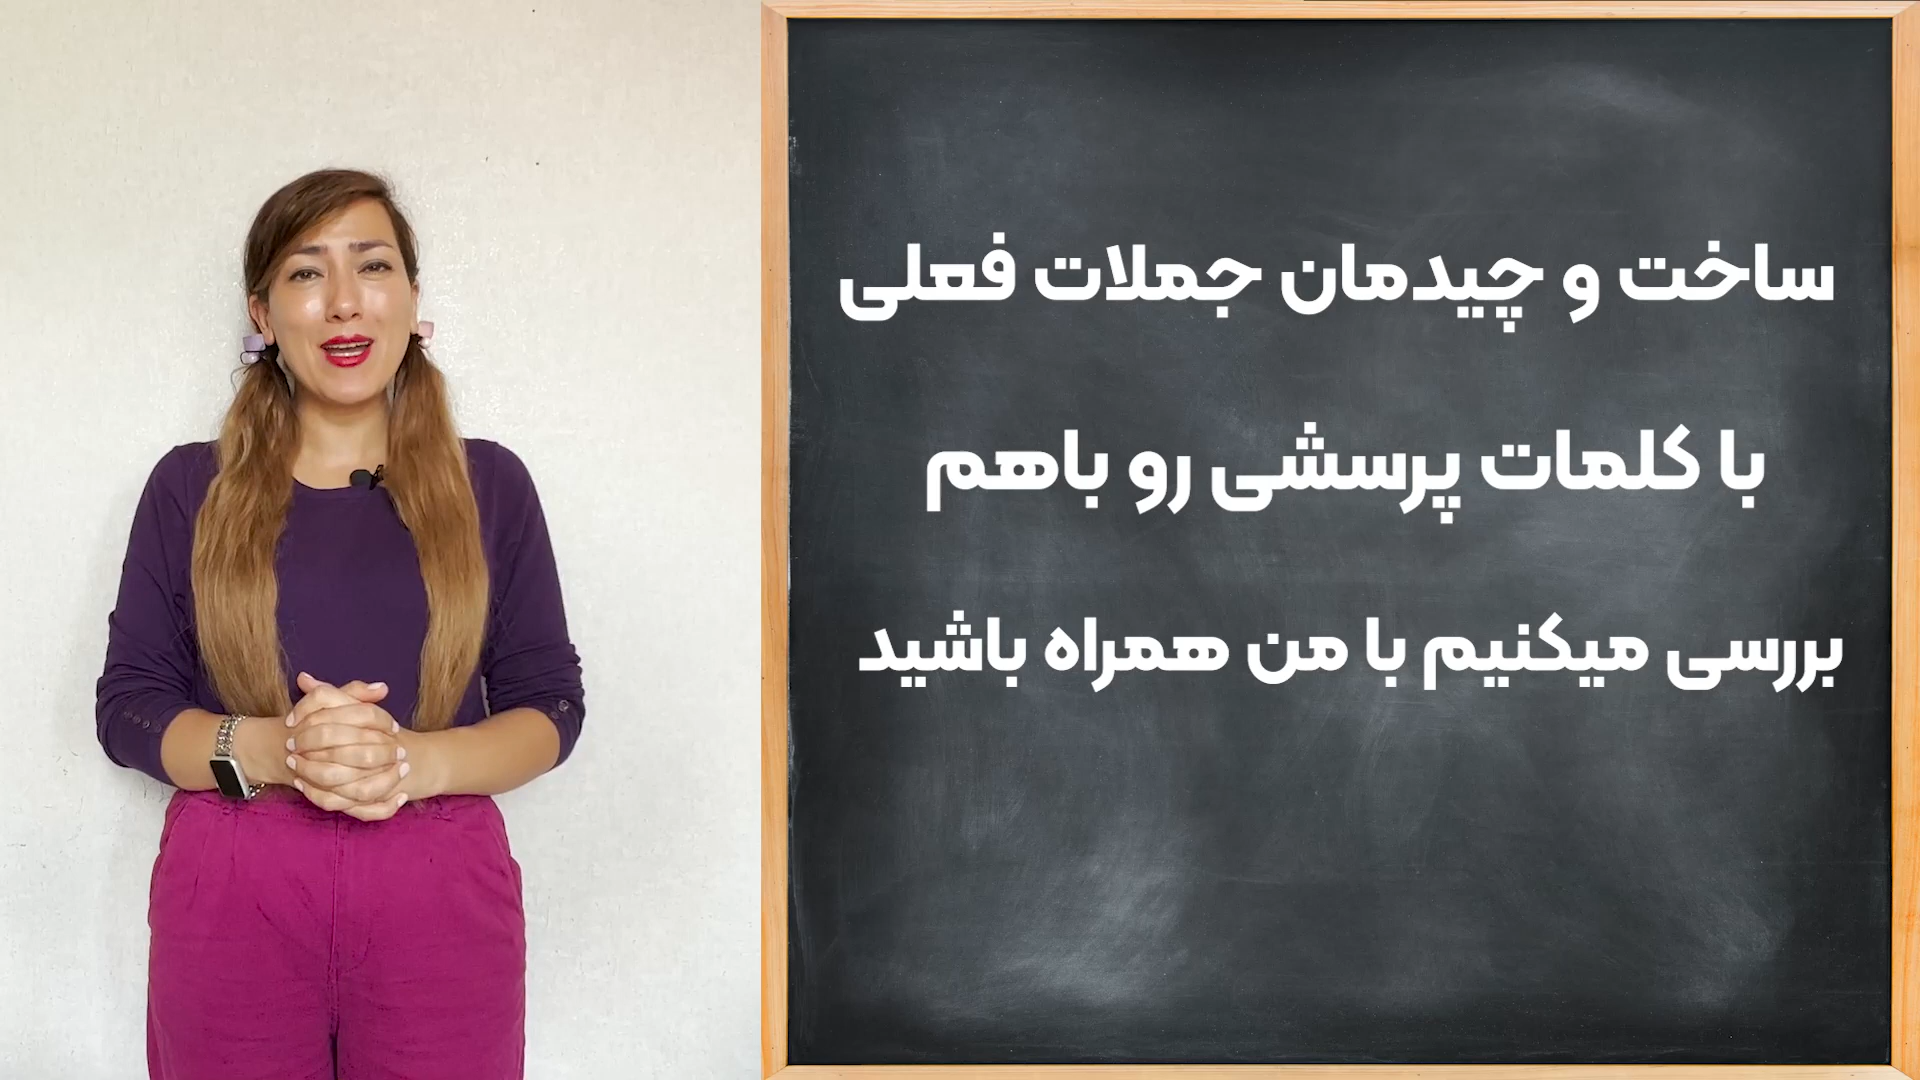 ساخت و چیدمان جملات فعلی
با کلمات پرسشی رو باهم
بررسی میکنیم با من همراه باشید